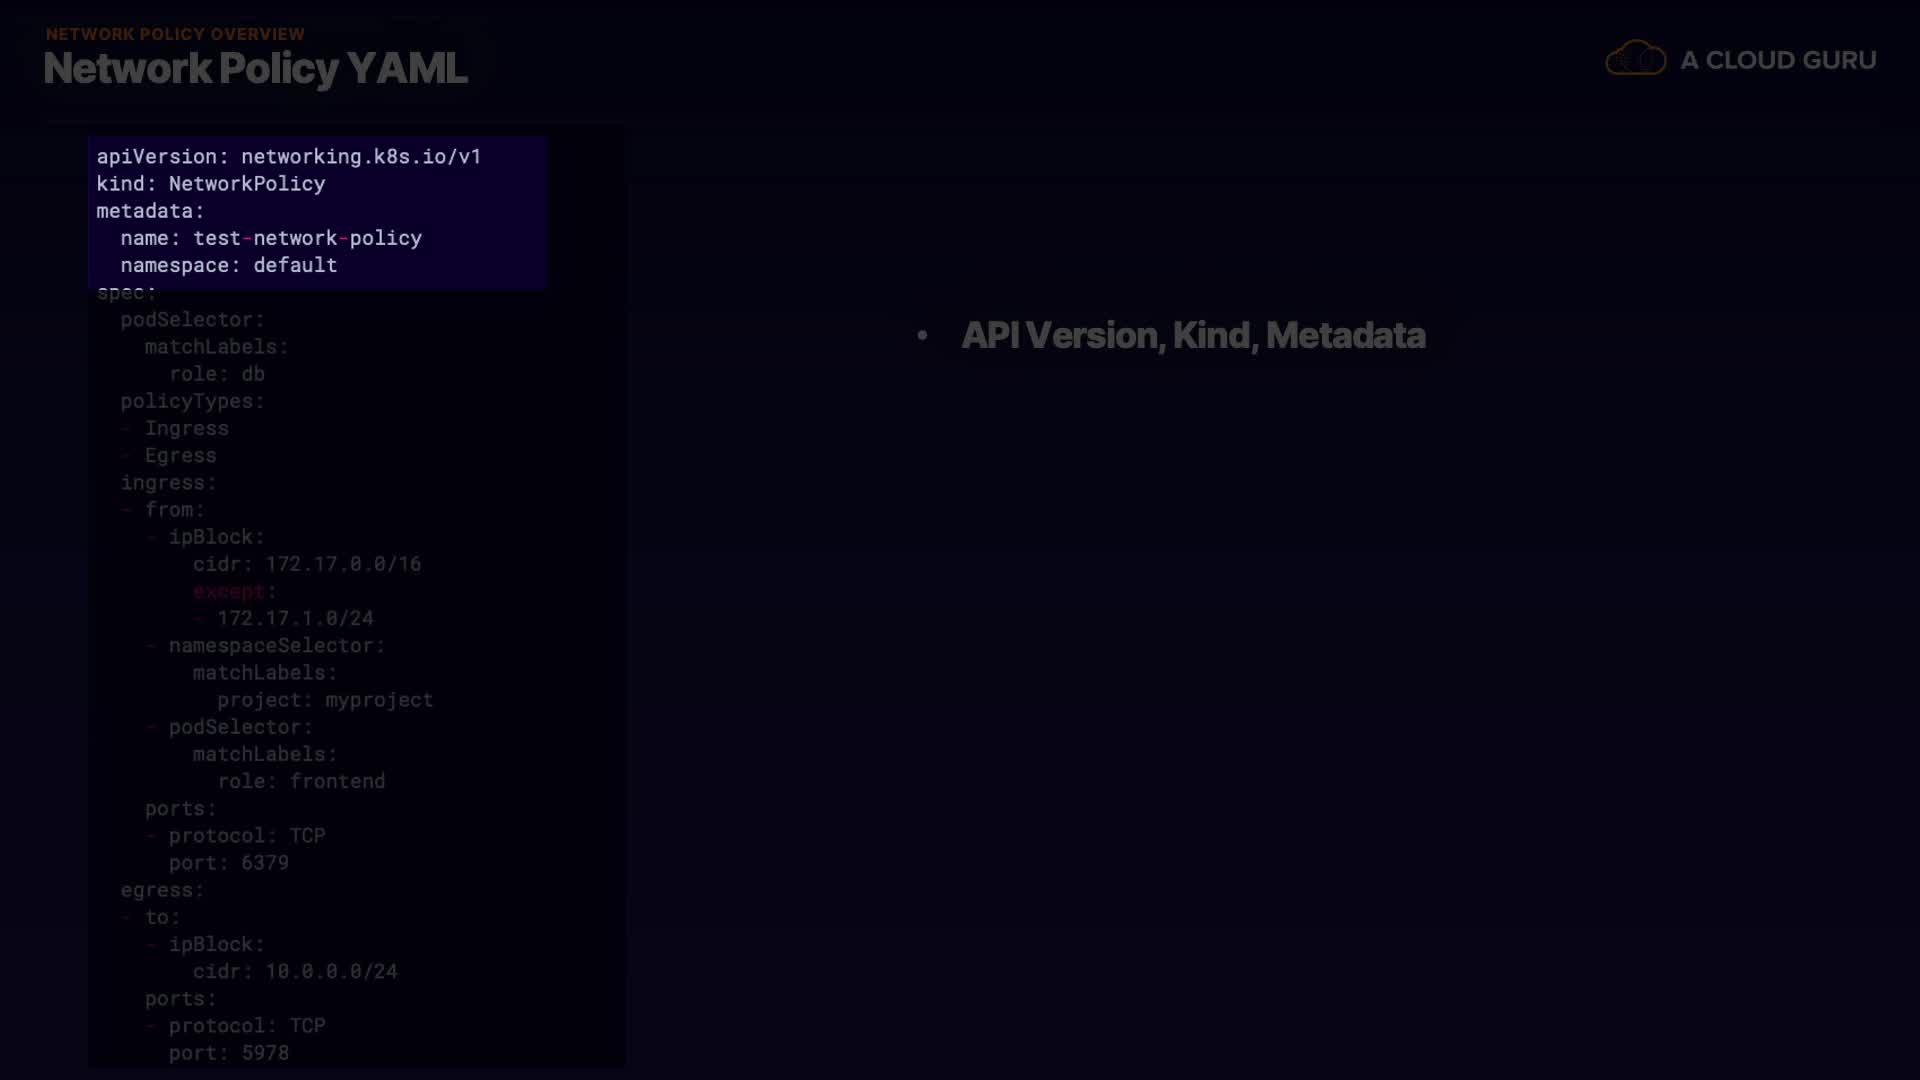 NETWORK POLICY OVERVIEW
Network Policy YAML
A CLOUD GURU
apiVersion: networking.k8s.io/v1
kind: NetworkPolicy
metadata:
  name: test-network-policy
  namespace: default
spec:
  podSelector:
    matchLabels:
      role: db
  policyTypes:
  - Ingress
  - Egress
  ingress:
  - from:
    - ipBlock:
        cidr: 172.17.0.0/16
        except:
        - 172.17.1.0/24
    - namespaceSelector:
        matchLabels:
          project: myproject
    - podSelector:
        matchLabels:
          role: frontend
    ports:
    - protocol: TCP
      port: 6379
  egress:
  - to:
    - ipBlock:
        cidr: 10.0.0.0/24
    ports:
    - protocol: TCP
      port: 5978
• API Version, Kind, Metadata